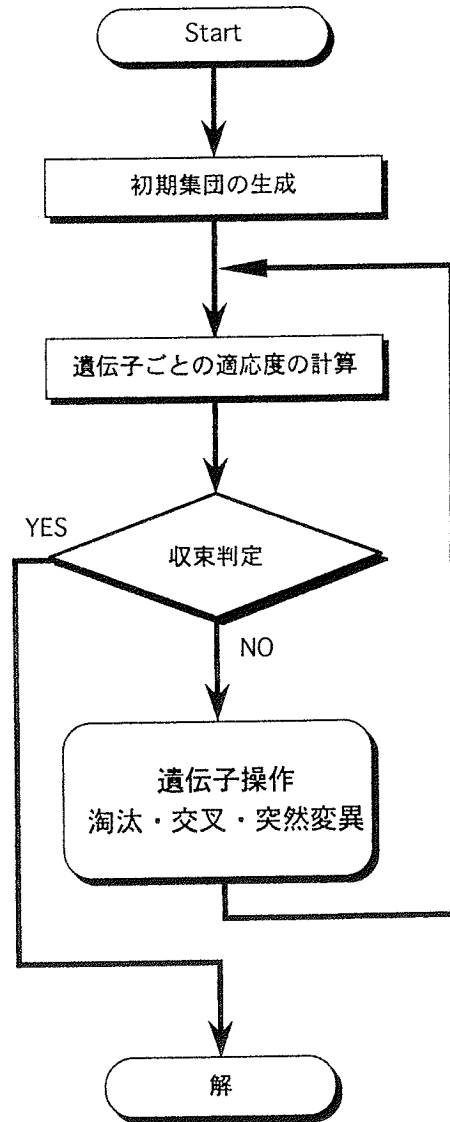 Start
初期集団の生成
遺伝子ごとの適応度の計算
YES
収束判定
NO
遺伝子操作
淘汰・交叉・突然変異
解